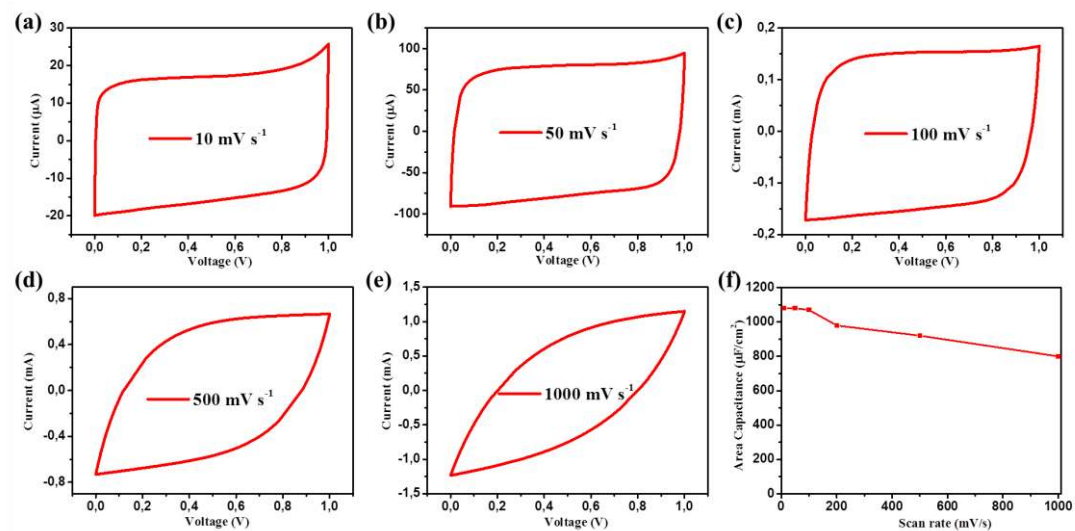 (a)
30
20
10
0
-10
-20
Current (µA)
10 mV s-1
0,0 0,2 0,4 0,6 0,8 1,0
Voltage (V)
(b)
100
50
0
-50
-100
Current (µA)
50 mV s-1
0,0 0,2 0,4 0,6 0,8 1,0
Voltage (V)
(c)
0,2
0,1
0,0
-0,1
-0,2
Current (mA)
100 mV s-1
0,0 0,2 0,4 0,6 0,8 1,0
Voltage (V)
(d)
0,8
0,4
0,0
-0,4
-0,8
Current (mA)
500 mV s-1
0,0 0,2 0,4 0,6 0,8 1,0
Voltage (V)
(e)
1,5
1,0
0,5
0,0
-0,5
-1,0
-1,5
Current (mA)
1000 mV s-1
0,0 0,2 0,4 0,6 0,8 1,0
Voltage (V)
(f)
1200
1000
800
600
400
200
0
Area Capacitance (µF/cm2)
0 200 400 600 800 1000
Scan rate (mV/s)